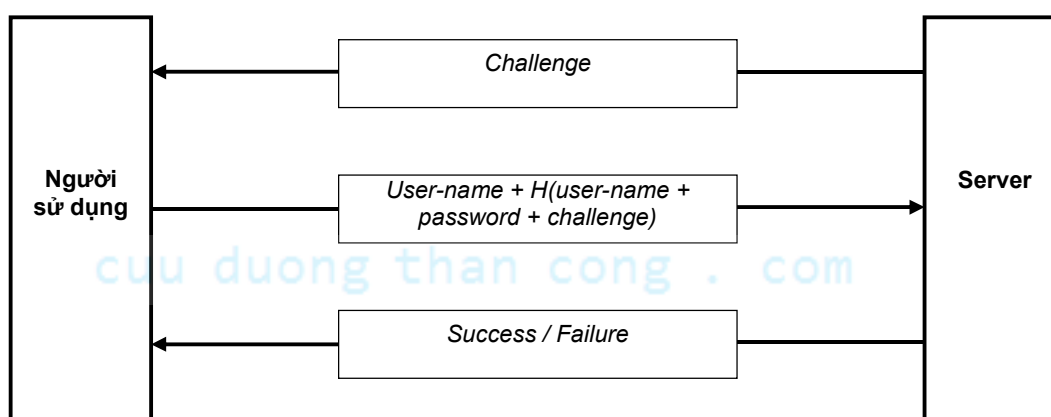 Challenge
Người
sử dụng
User-name + H(user-name +
password + challenge)
Server
cuu duong than cong . com
Success / Failure